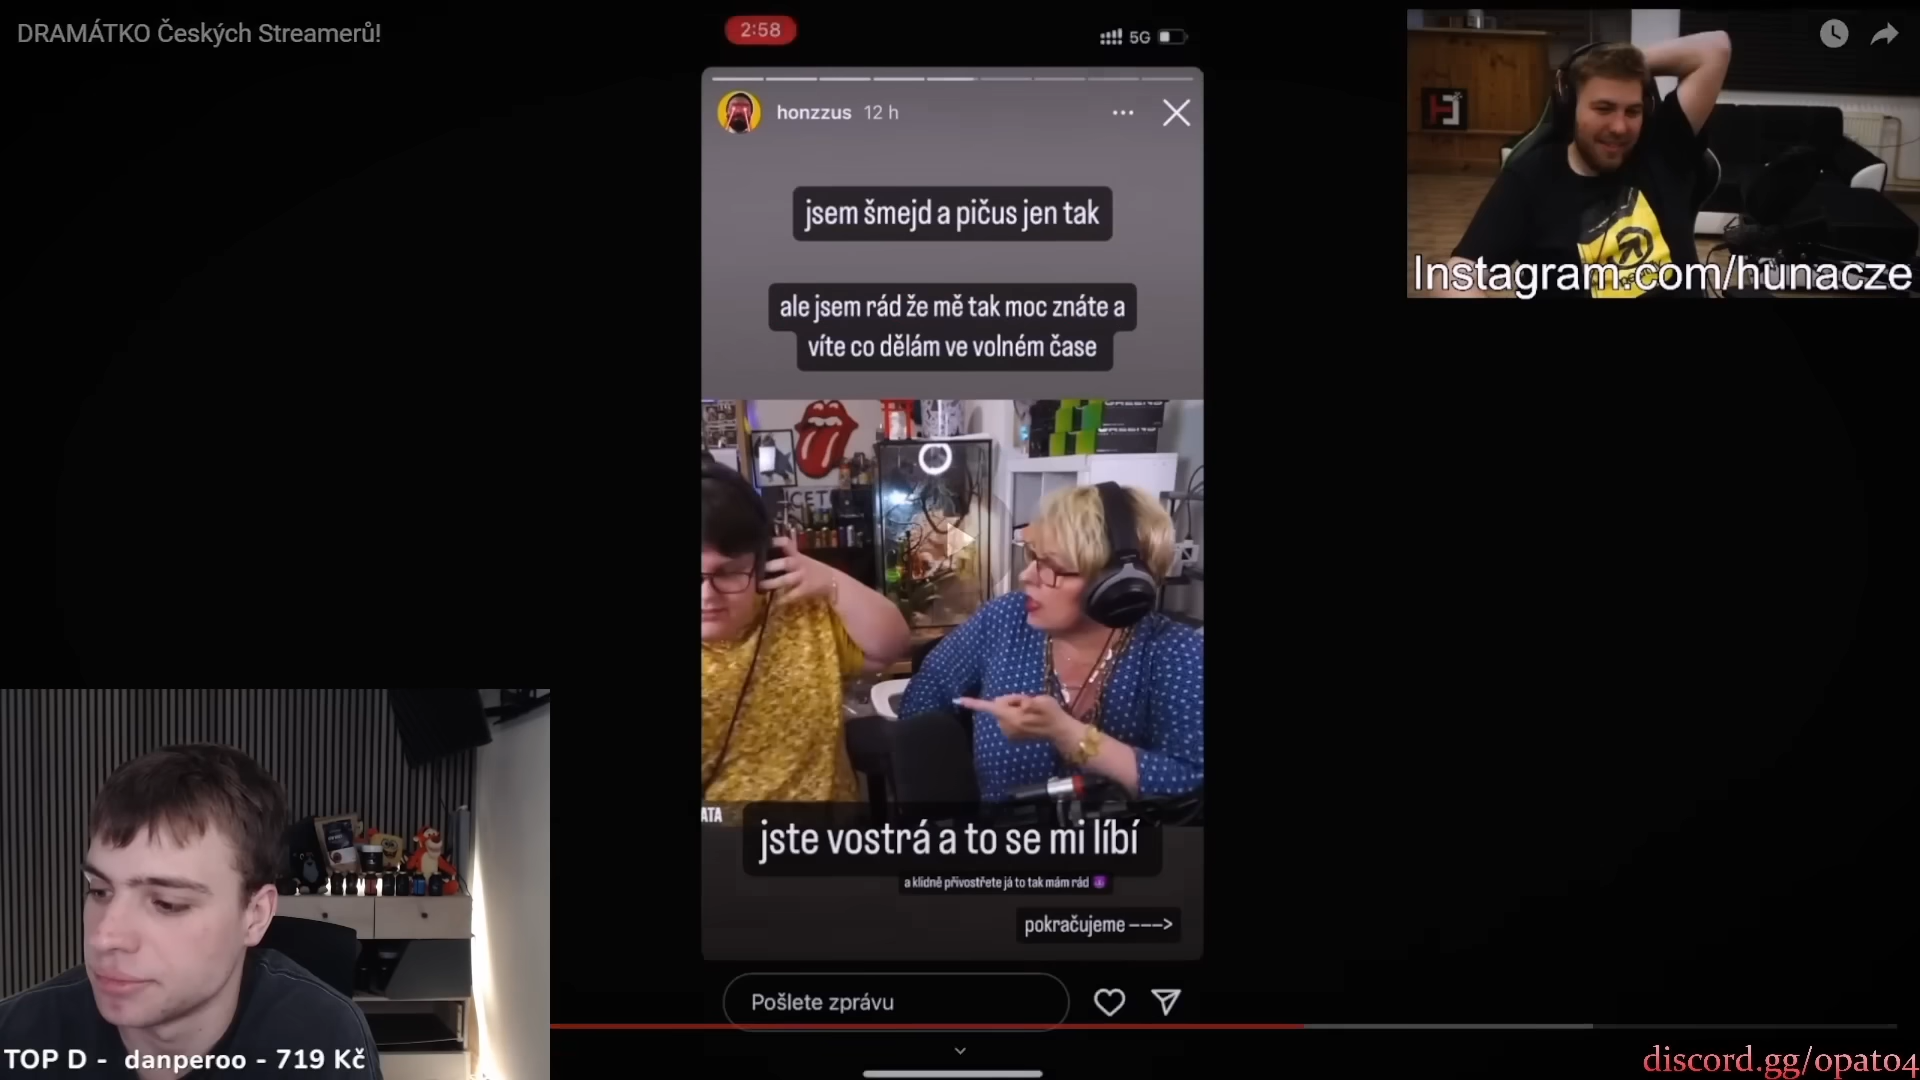 DRAMÁTKO Českých Streamerů!
2:58
5G
honzzus 12 h
jsem šmejd a pičus jen tak
ale jsem rád že mě tak moc znáte a
víte co dělám ve volném čase
GREENS
ATA
jste vostrá a to se mi líbí
a klidně přivostřete já to tak mám rád
pokračujeme --->
Pošlete zprávu
Instagram.com/hunacze
TOP D - danperoo - 719 Kč
discord.gg/opato4